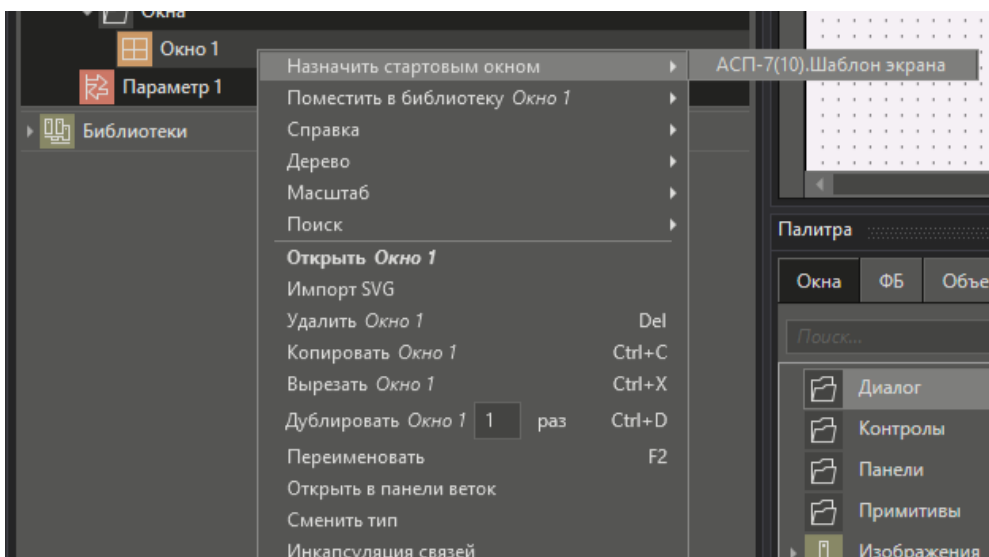 Окна
Окно 1
Параметр 1
Библиотеки
Назначить стартовым окном
АСП-7(10).Шаблон экрана
Поместить в библиотеку Окно 1
Справка
Дерево
Масштаб
Поиск
Открыть Окно 1
Импорт SVG
Удалить Окно 1 Del
Копировать Окно 1 Ctrl+C
Вырезать Окно 1 Ctrl+X
Дублировать Окно 1 1 раз Ctrl+D
Переименовать F2
Открыть в панели веток
Сменить тип
Инкапсуляция связей
Палитра
Окна ФБ Объе
Поиск...
Диалог
Контролы
Панели
Примитивы
Изображения